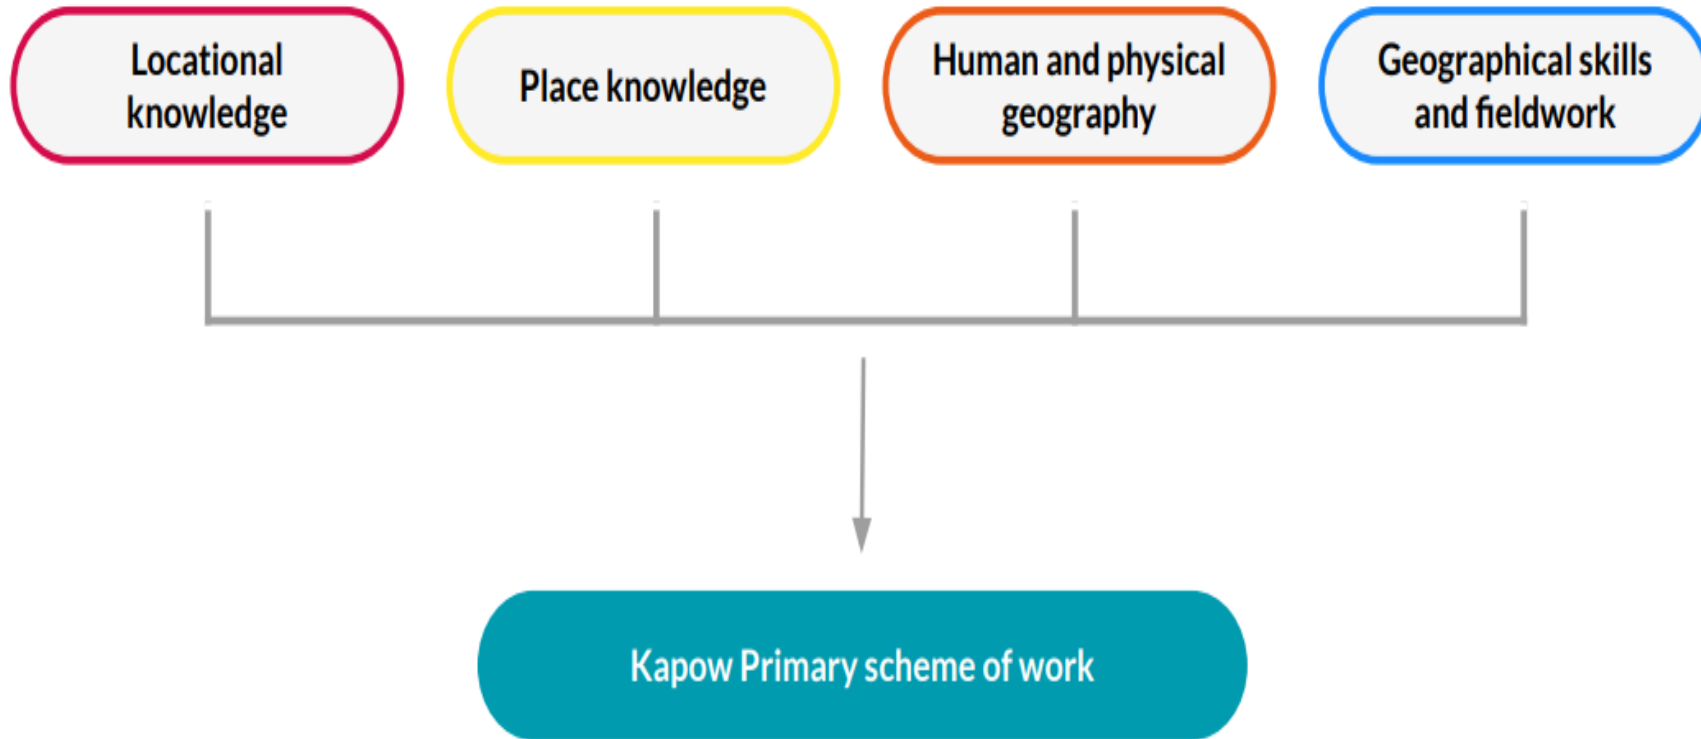 Locational
knowledge
Place knowledge
Human and physical
geography
Geographical skills
and fieldwork
Kapow Primary scheme of work